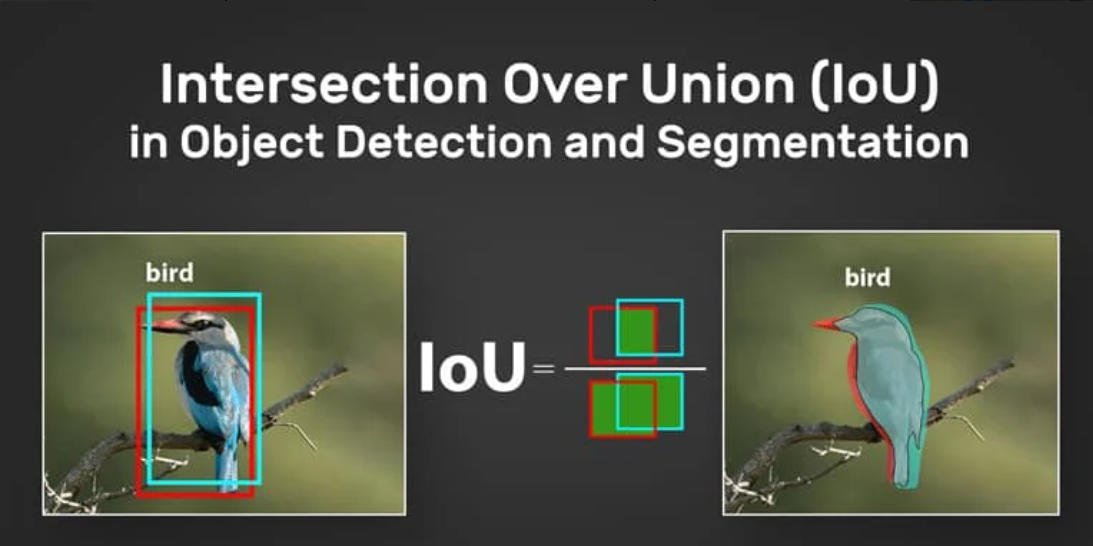 Intersection Over Union (IoU)
in Object Detection and Segmentation
bird
IoU=
bird